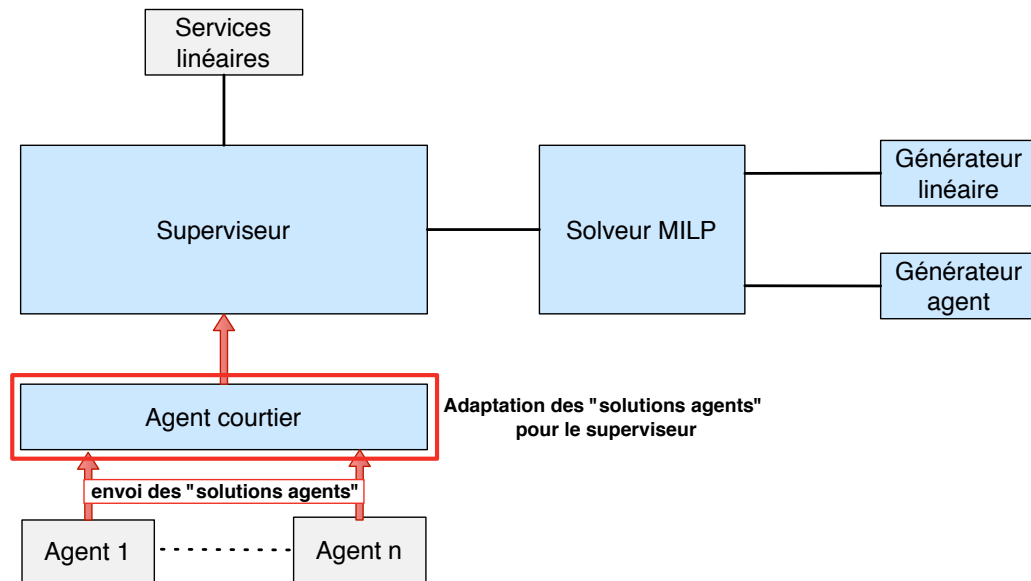 Services
linéaires
Superviseur
Solveur MILP
Générateur
linéaire
Générateur
agent
Agent courtier
Adaptation des "solutions agents"
pour le superviseur
envoi des "solutions agents"
Agent 1
Agent n